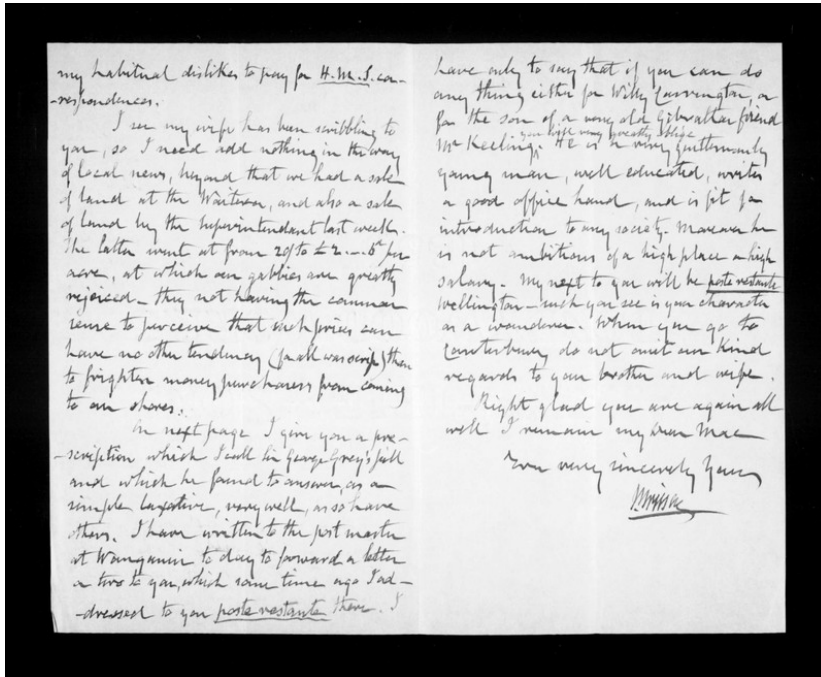 my habitual dislikes to pay for H.M.S. cor-
-respondences.
I see my wife has been scribbling to
you, so I need add nothing in the way
of local news, beyond that we had a sale
of land at the and also a sale
of land by the Superintendant last week.
The latter went at from 20/ to £2.. per
acre, at which our gabbies are greatly
rejoiced – they not having the common
sense to perceive that such prices can
have no other tendency (for all was scrip) than
to frighten money purchasers from coming
to our shores.
On next page I give you a pre-
-scription which I call Sir George Grey's pill
and which he found to answer, as a
simple laxative, very well, as so have
others. I have written to the post master
at Wanganui to day to forward a letter
or two to you, which some time ago I ad-
-dressed to you poste restante there. I
have only to say that if you can do
any thing either for Willy Carrington, or
for the son of a very old Gibraltar friend
you will very greatly oblige
Mr Keeling. He is a very gentlemanly
young man, well educated, writes
a good office hand, and is fit for
introduction to any society. Moreover he
is not ambitious of a high place or high
salary. My next to you will be poste restante
Wellington – such you see is your character
as a wanderer. When you go to
Canterbury do not omit our kind
regards to your brother and wife.
Right glad you are again all
well I remain my dear Mac
Ever very sincerely Yours